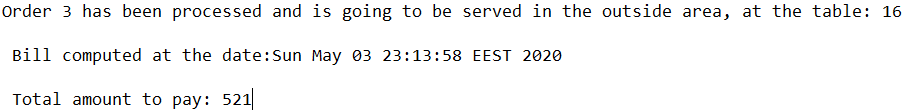 Order 3 has been processed and is going to be served in the outside area, at the table: 16
Bill computed at the date:Sun May 03 23:13:58 EEST 2020
Total amount to pay: 521